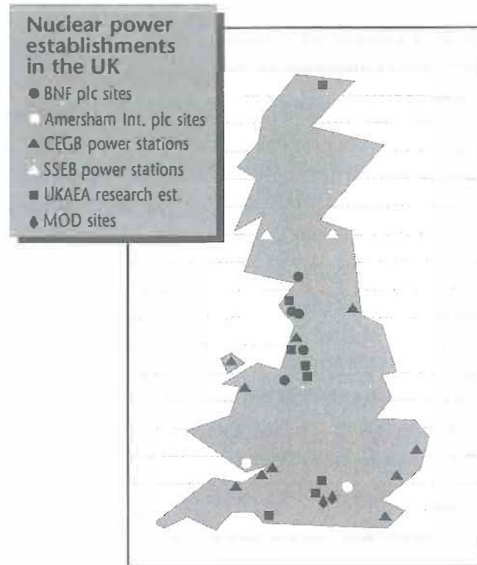 Nuclear power
establishments
in the UK
BNF plc sites
Amersham Int. plc sites
CEGB power stations
SSEB power stations
UKAEA research est.
MOD sites